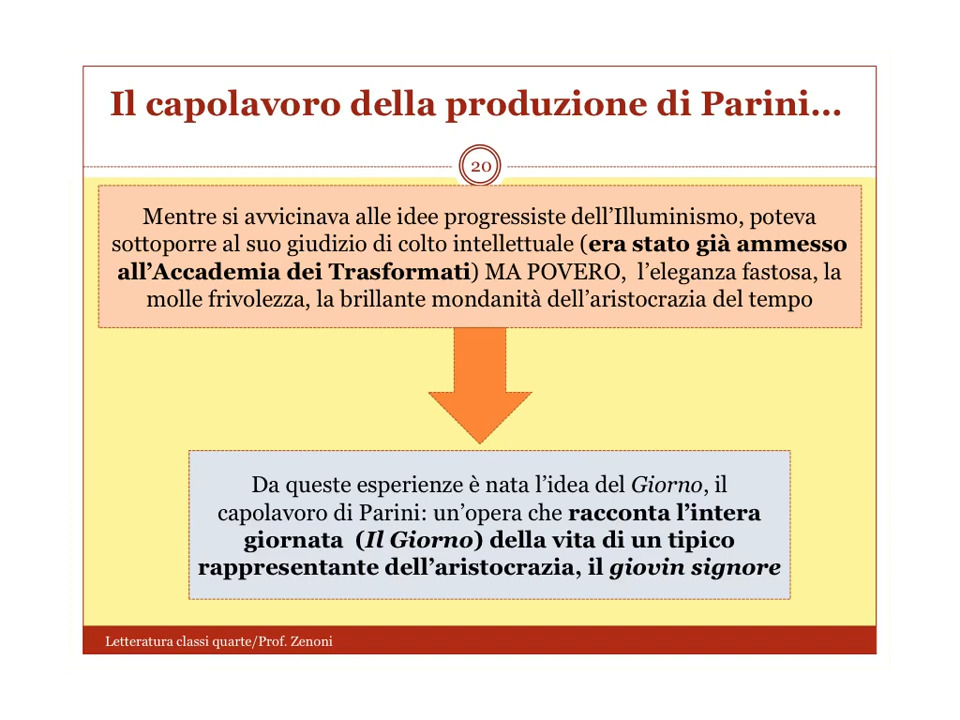 Il capolavoro della produzione di Parini…
20
Mentre si avvicinava alle idee progressiste dell’Illuminismo, poteva
sottoporre al suo giudizio di colto intellettuale (era stato già ammesso
all’Accademia dei Trasformati) MA POVERO, l’eleganza fastosa, la
molle frivolezza, la brillante mondanità dell’aristocrazia del tempo
Da queste esperienze è nata l’idea del Giorno, il
capolavoro di Parini: un’opera che racconta l’intera
giornata (Il Giorno) della vita di un tipico
rappresentante dell’aristocrazia, il giovin signore
Letteratura classi quarte/Prof. Zenoni